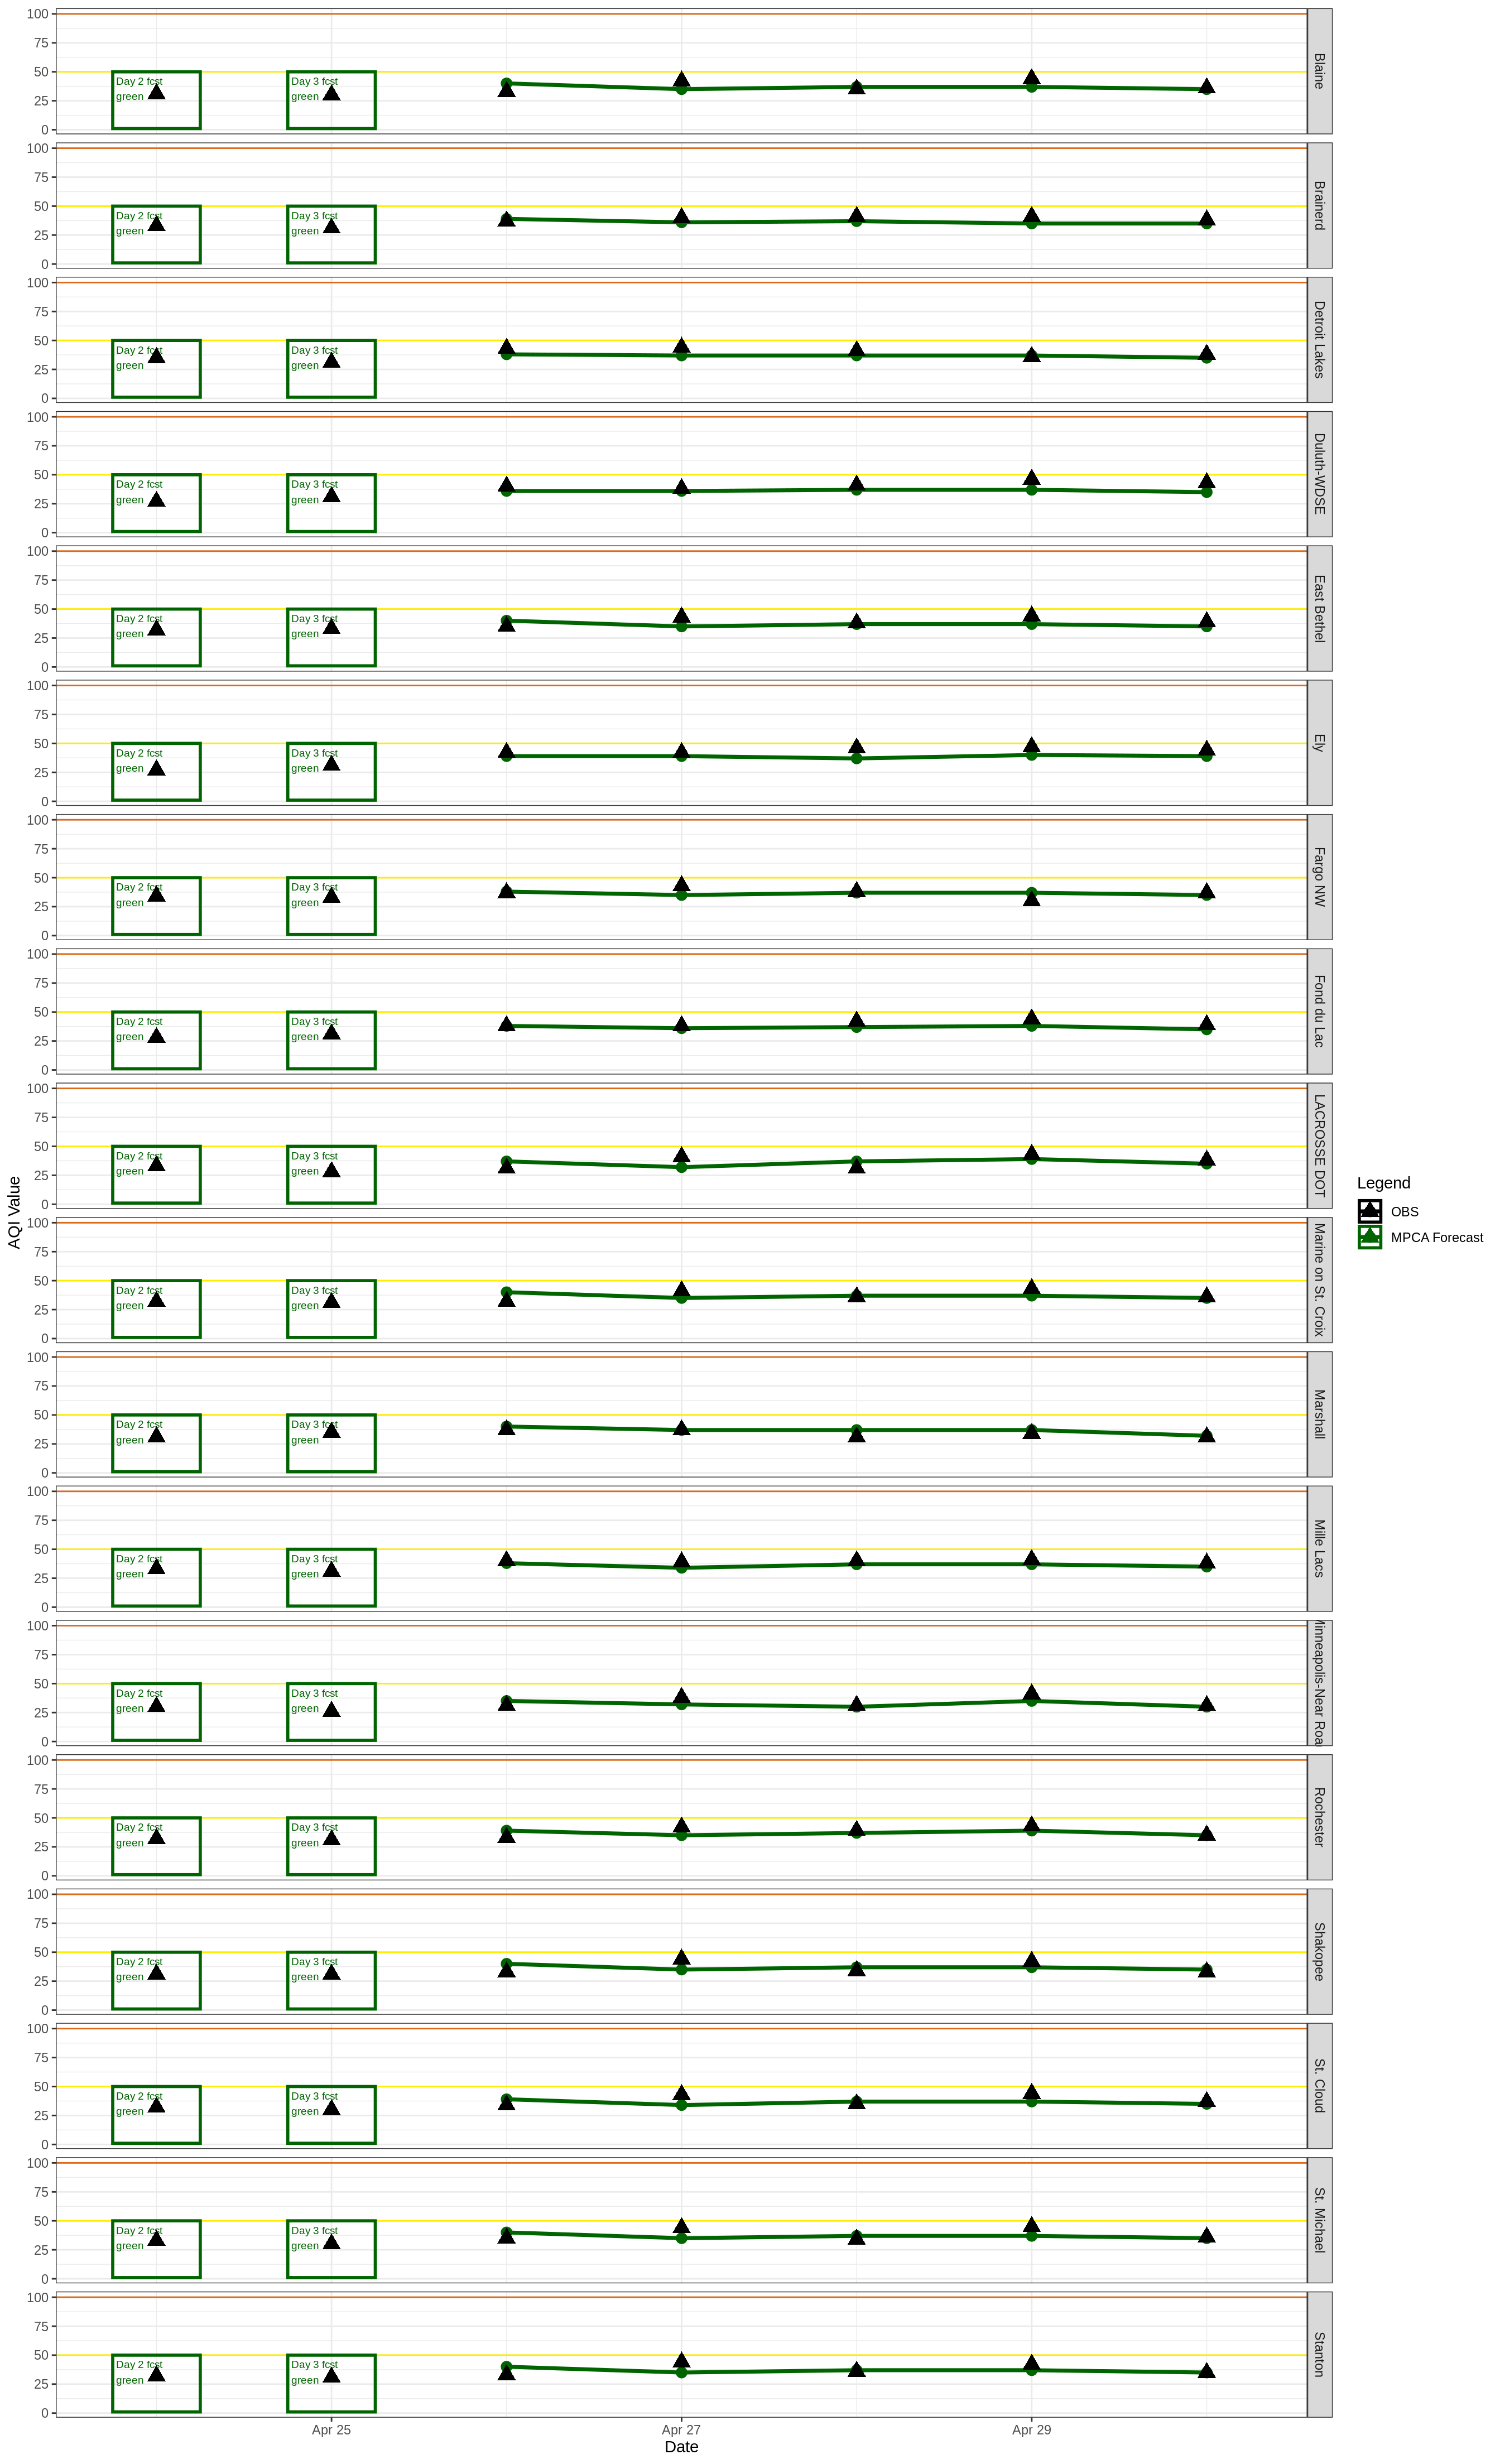 100
75
50
25
0
Day 2 fcst
green
Day 3 fcst
green
Blaine
100
75
50
25
0
Day 2 fcst
green
Day 3 fcst
green
Brainerd
100
75
50
25
0
Day 2 fcst
green
Day 3 fcst
green
Detroit Lakes
100
75
50
25
0
Day 2 fcst
green
Day 3 fcst
green
Duluth-WDSE
100
75
50
25
0
Day 2 fcst
green
Day 3 fcst
green
East Bethel
100
75
50
25
0
Day 2 fcst
green
Day 3 fcst
green
Ely
100
75
50
25
0
Day 2 fcst
green
Day 3 fcst
green
Fargo NW
100
75
50
25
0
Day 2 fcst
green
Day 3 fcst
green
Fond du Lac
100
75
50
25
0
Day 2 fcst
green
Day 3 fcst
green
LACROSSE DOT
100
75
50
25
0
Day 2 fcst
green
Day 3 fcst
green
Marine on St. Croix
100
75
50
25
0
Day 2 fcst
green
Day 3 fcst
green
Marshall
100
75
50
25
0
Day 2 fcst
green
Day 3 fcst
green
Mille Lacs
100
75
50
25
0
Day 2 fcst
green
Day 3 fcst
green
Minneapolis-Near Road
100
75
50
25
0
Day 2 fcst
green
Day 3 fcst
green
Rochester
100
75
50
25
0
Day 2 fcst
green
Day 3 fcst
green
Shakopee
100
75
50
25
0
Day 2 fcst
green
Day 3 fcst
green
St. Cloud
100
75
50
25
0
Day 2 fcst
green
Day 3 fcst
green
St. Michael
100
75
50
25
0
Day 2 fcst
green
Day 3 fcst
green
Stanton
Apr 25
Apr 27
Apr 29
Date
AQI Value
Legend
OBS
MPCA Forecast